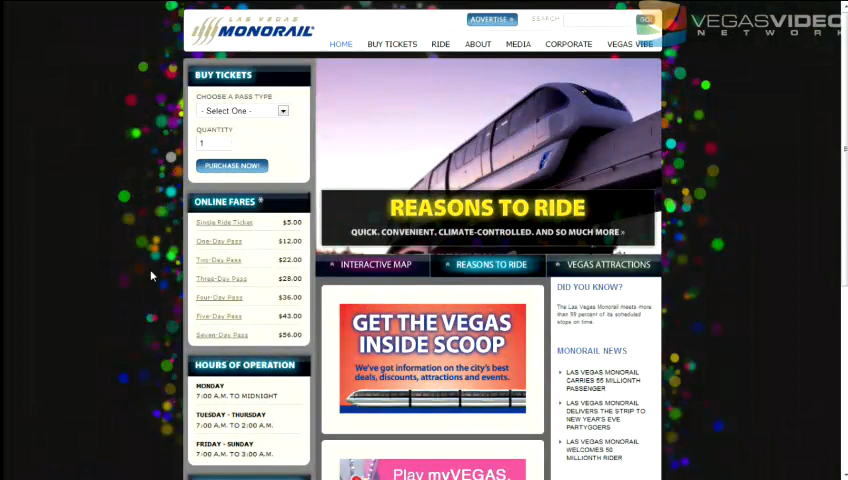 LAS VEGAS
MONORAIL
ADVERTISE »
SEARCH
GO!
VEGASVIDEO
NETWORK
HOME
BUY TICKETS
RIDE
ABOUT
MEDIA
CORPORATE
VEGAS VIBE
BUY TICKETS
CHOOSE A PASS TYPE
- Select One -
QUANTITY
1
PURCHASE NOW!
ONLINE FARES *
Single Ride Ticket $5.00
One-Day Pass $12.00
Two-Day Pass $22.00
Three-Day Pass $28.00
Four-Day Pass $36.00
Five-Day Pass $43.00
Seven-Day Pass $56.00
HOURS OF OPERATION
MONDAY
7:00 A.M. TO MIDNIGHT
TUESDAY - THURSDAY
7:00 A.M. TO 2:00 A.M.
FRIDAY - SUNDAY
7:00 A.M. TO 3:00 A.M.
REASONS TO RIDE
QUICK. CONVENIENT. CLIMATE-CONTROLLED. AND SO MUCH MORE »
INTERACTIVE MAP
REASONS TO RIDE
VEGAS ATTRACTIONS
GET THE VEGAS
INSIDE SCOOP
We've got information on the city's best
deals, discounts, attractions and events.
Play myVEGAS.
DID YOU KNOW?
The Las Vegas Monorail meets more
than 99 percent of its scheduled
stops on time.
MONORAIL NEWS
LAS VEGAS MONORAIL
CARRIES 55 MILLIONTH
PASSENGER
LAS VEGAS MONORAIL
DELIVERS THE STRIP TO
NEW YEAR'S EVE
PARTYGOERS
LAS VEGAS MONORAIL
WELCOMES 50
MILLIONTH RIDER